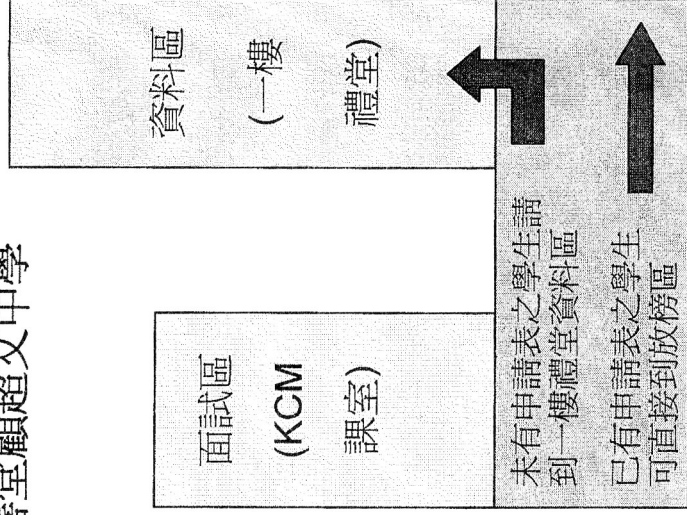 堂顧超文中學
資料區
(一樓
禮堂)
面試區
(KCM
課室)
未有申請表之學生請
到一樓禮堂資料區
已有申請表之學生
可直接到放榜區